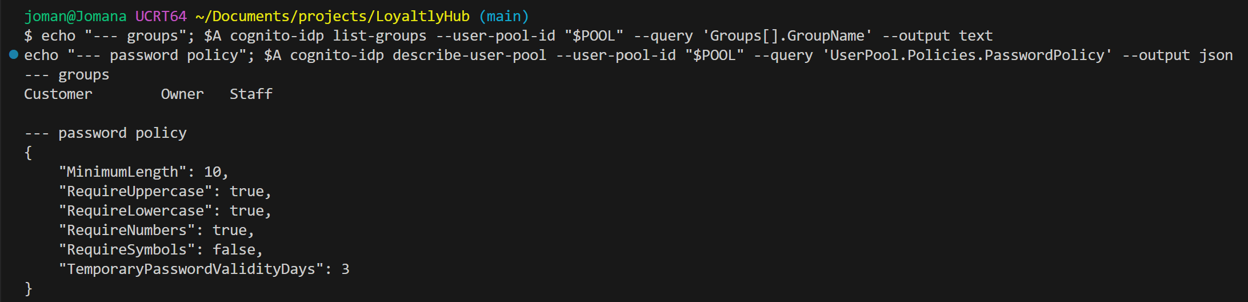 joman@Jomana UCRT64 ~/Documents/projects/LoyaltlyHub (main)
$ echo "--- groups"; $A cognito-idp list-groups --user-pool-id "$POOL" --query 'Groups[].GroupName' --output text
echo "--- password policy"; $A cognito-idp describe-user-pool --user-pool-id "$POOL" --query 'UserPool.Policies.PasswordPolicy' --output json
--- groups
Customer        Owner   Staff

--- password policy
{
    "MinimumLength": 10,
    "RequireUppercase": true,
    "RequireLowercase": true,
    "RequireNumbers": true,
    "RequireSymbols": false,
    "TemporaryPasswordValidityDays": 3
}